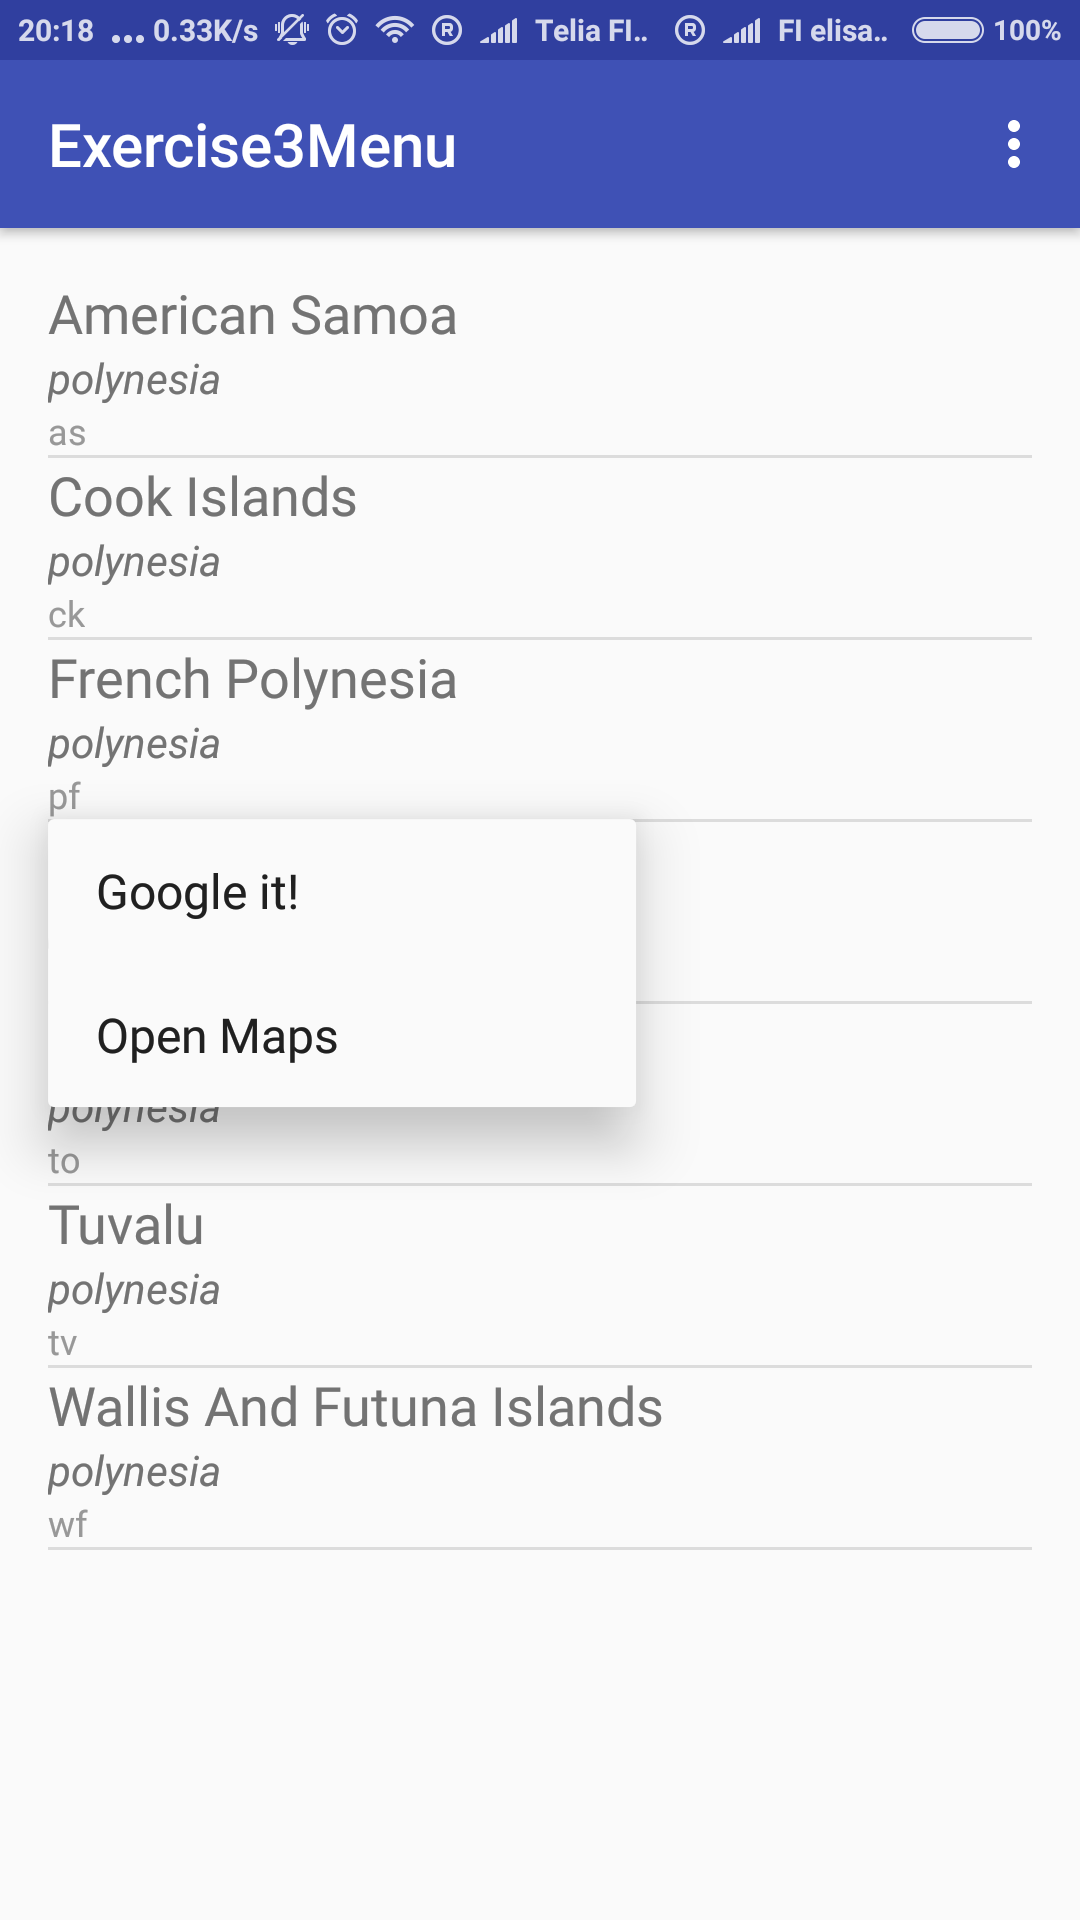 20:18 ... 0.33K/s R Telia FI.. R FI elisa.. 100%
Exercise3Menu
American Samoa
polynesia
as
Cook Islands
polynesia
ck
French Polynesia
polynesia
pf
Google it!
Open Maps
polynesia
to
Tuvalu
polynesia
tv
Wallis And Futuna Islands
polynesia
wf